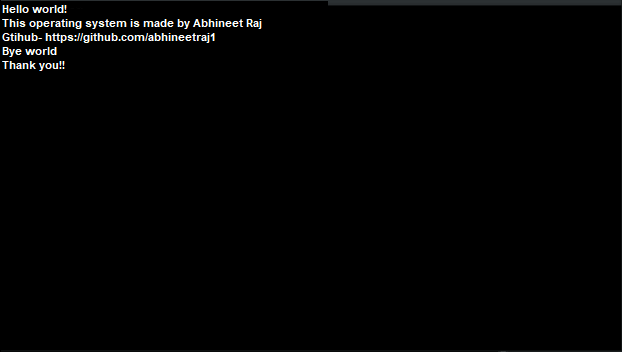 Hello world!
This operating system is made by Abhineet Raj
Gtihub- https://github.com/abhineetraj1
Bye world
Thank you!!